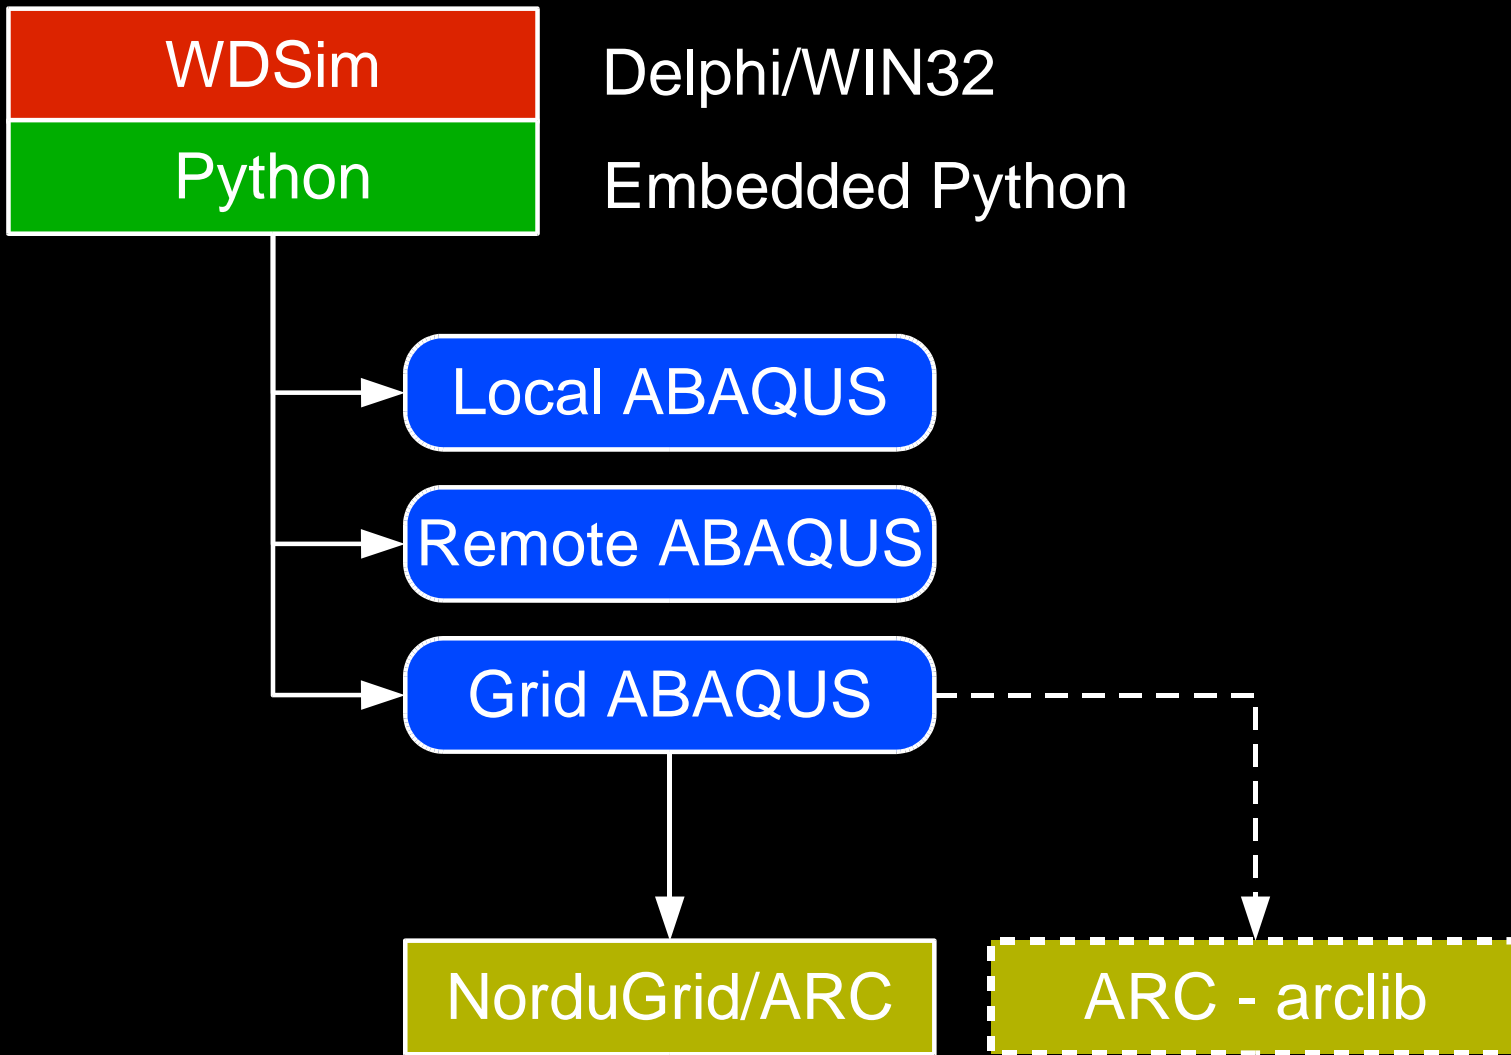 WDSim
Delphi/WIN32
Python
Embedded Python
Local ABAQUS
Remote ABAQUS
Grid ABAQUS
NorduGrid/ARC
ARC - arclib